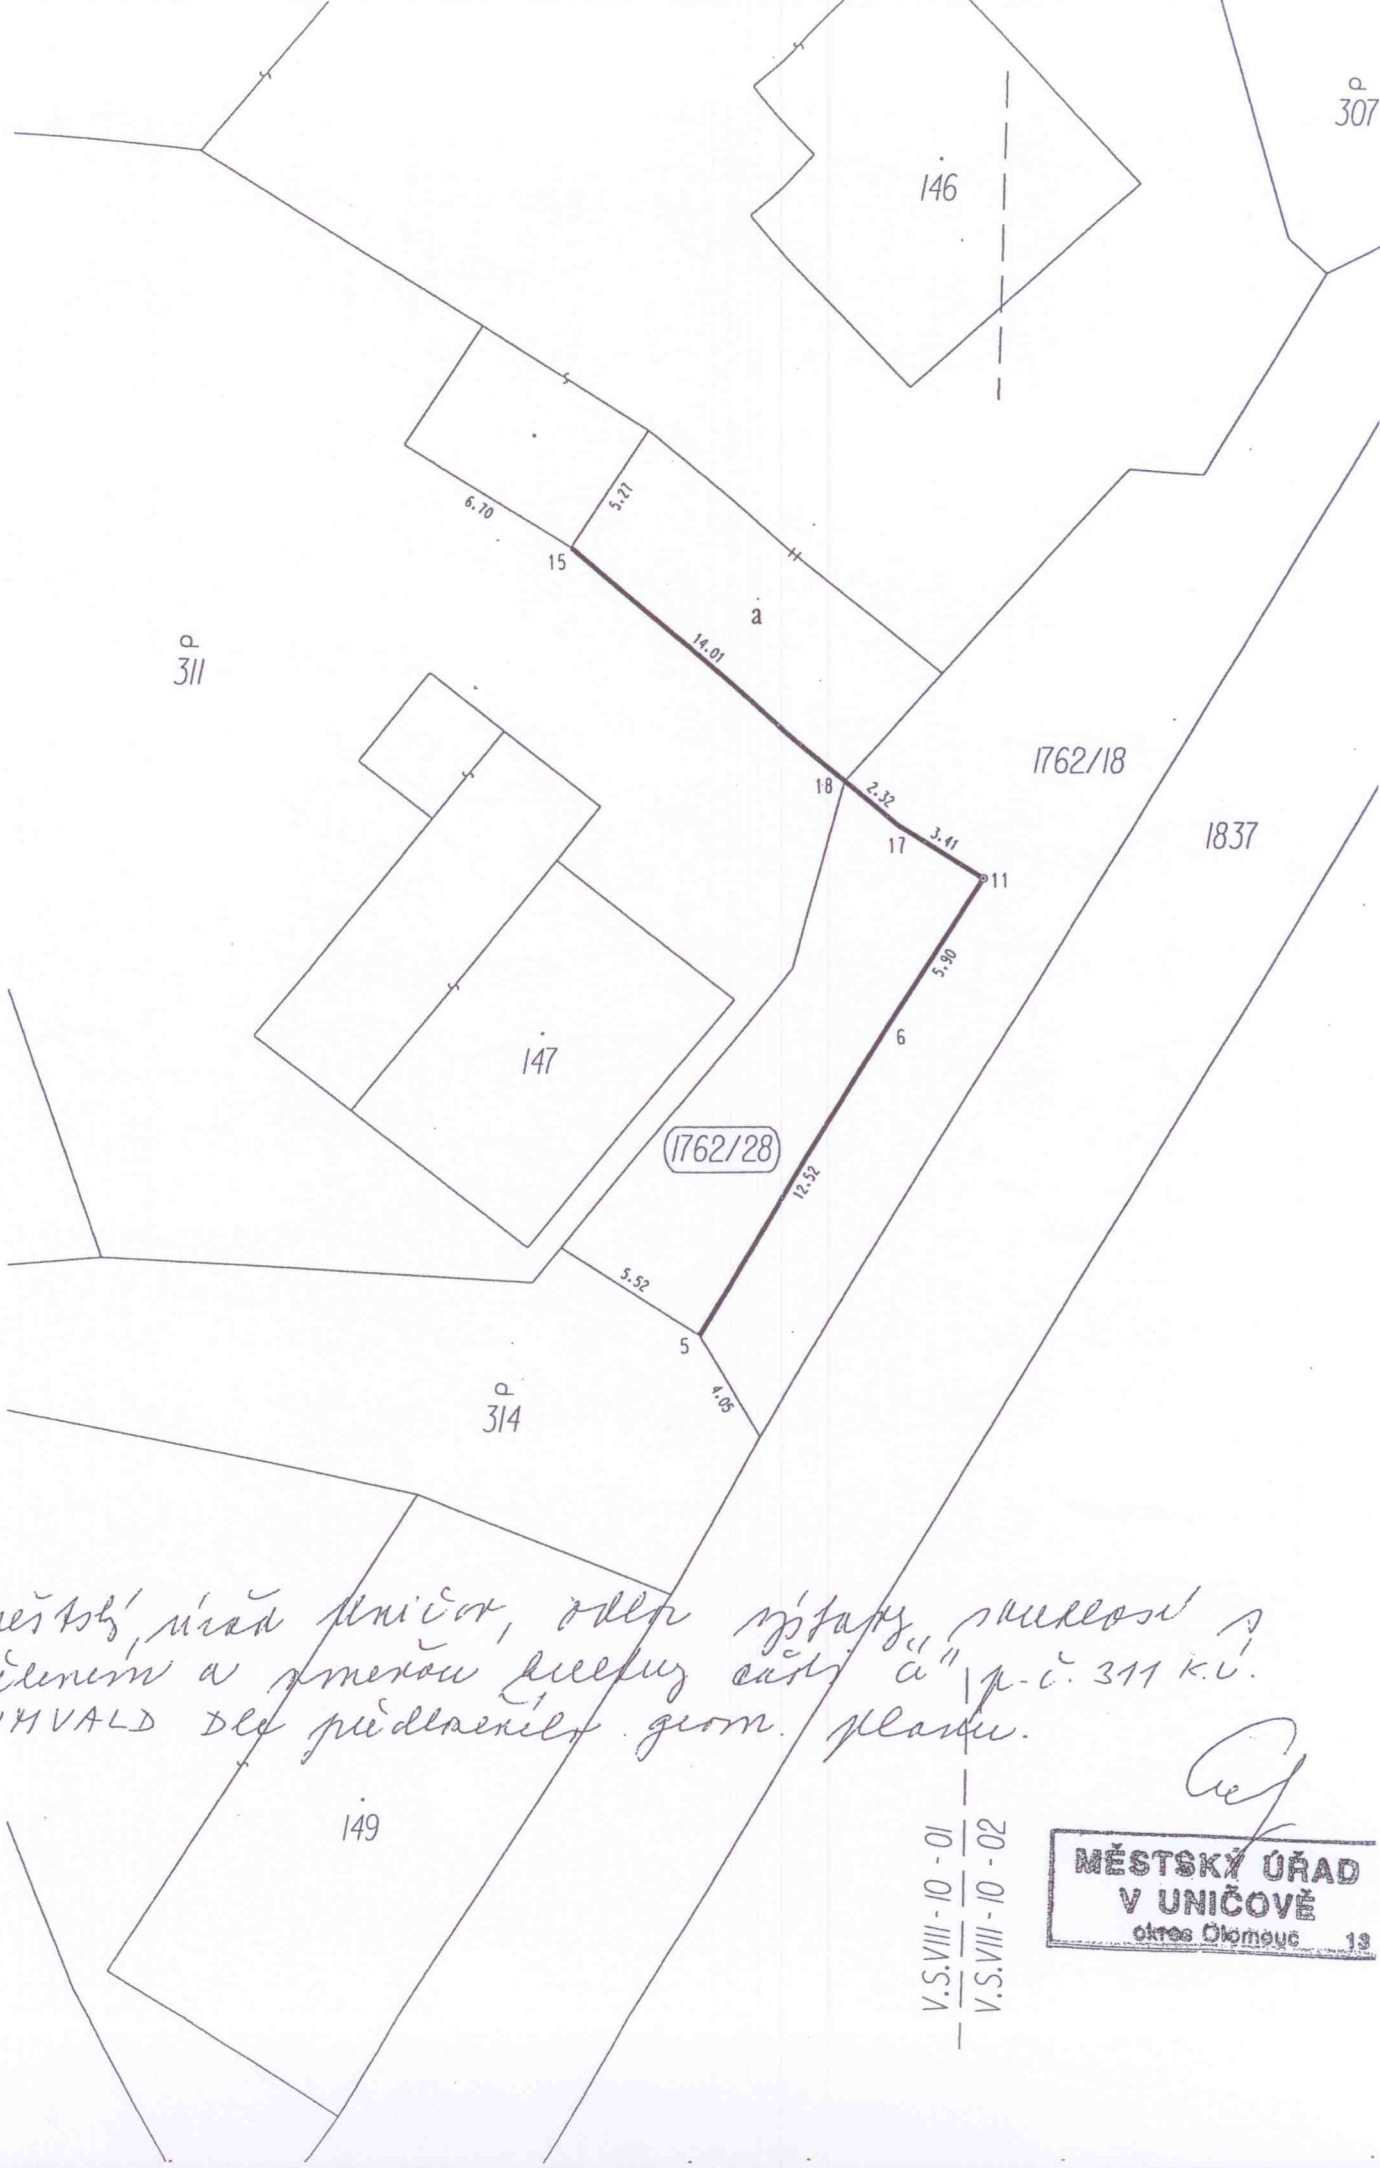 P
307
146
6.70
5.27
15
a
P
311
14.01
1762/18
18
2.32
1837
17
3.41
11
5.90
6
147
1762/28
12.52
5.52
5
4.05
P
314
úřad Uničov, odbor výstavby, souhlasí s
a směnou části "a" p.č. 311 k.ú.
DLE předloženého geom. plánu.
149
V.S.VIII-10-01
V.S.VIII-10-02
MĚSTSKÝ ÚŘAD
V UNIČOVĚ
okres Olomouc 13